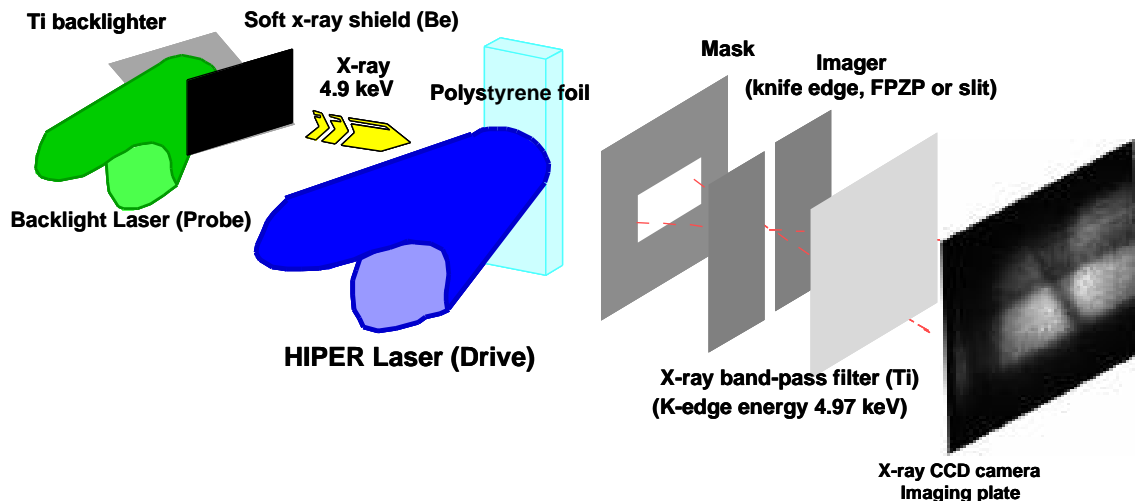 Ti backlighter
Soft x-ray shield (Be)
X-ray
4.9 keV
Polystyrene foil
Mask
Imager
(knife edge, FPZP or slit)
Backlight Laser (Probe)
HIPER Laser (Drive)
X-ray band-pass filter (Ti)
(K-edge energy 4.97 keV)
X-ray CCD camera
Imaging plate